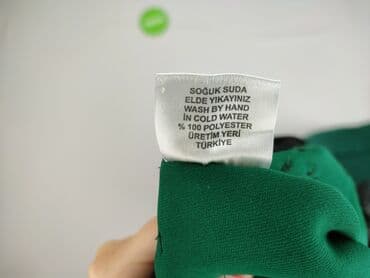 SOĞUK SUDA
ELDE YIKAYINIZ
WASH BY HAND
İN COLD WATER
% 100 POLYESTER
ÜRETİM YERİ
TÜRKİYE